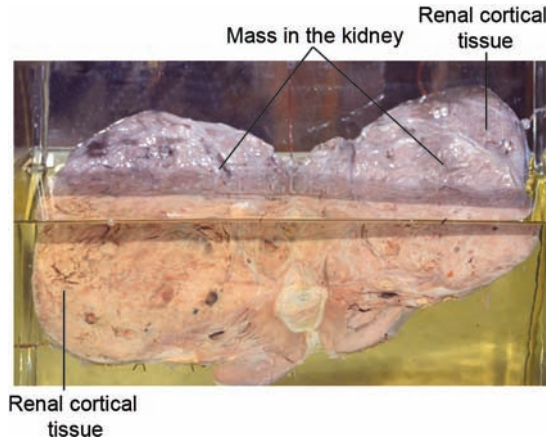 Renal cortical
tissue
Mass in the kidney
Renal cortical
tissue